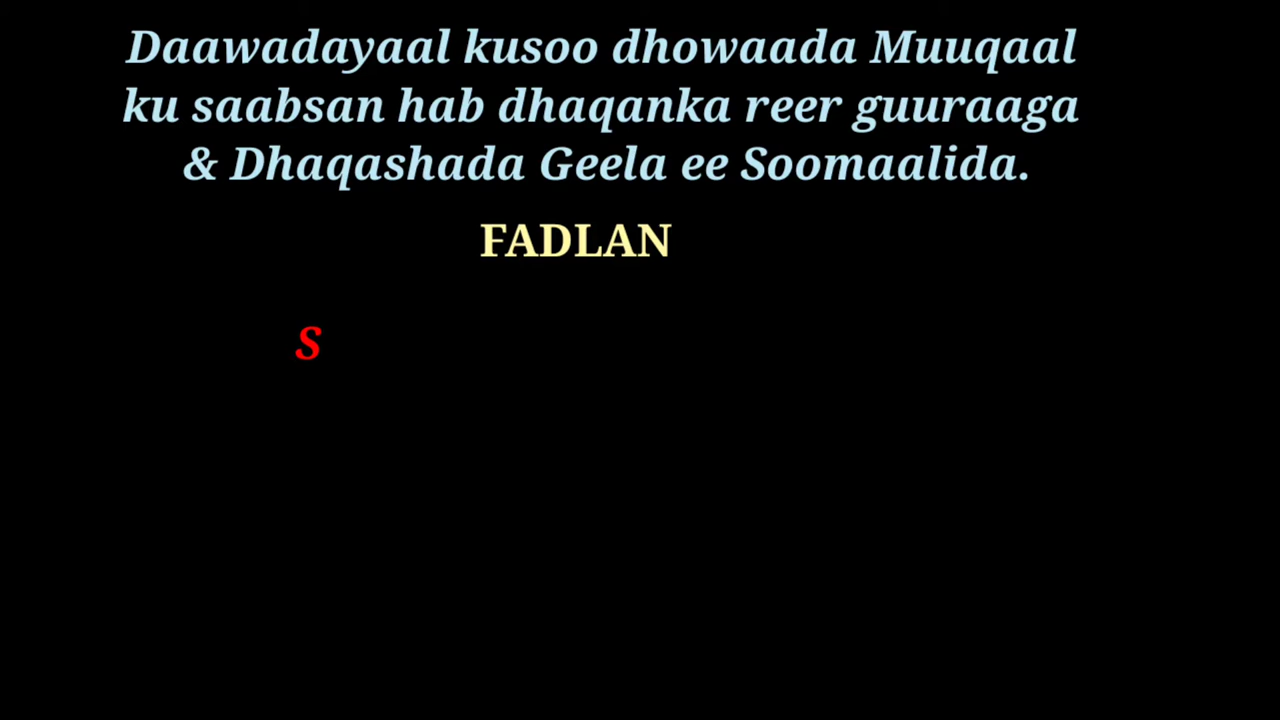 Daawadayaal kusoo dhowaada Muuqaal
ku saabsan hab dhaqanka reer guuraaga
& Dhaqashada Geela ee Soomaalida.
FADLAN
S